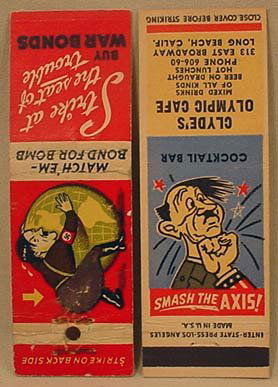 STRIKE ON BACK SIDE
MATCH 'EM–
BOND FOR BOMB
Strike at
the seat of
trouble
BUY
WAR BONDS
CLOSE COVER BEFORE STRIKING
LONG BEACH, CALIF.
313 EAST BROADWAY
PHONE 606-60
HOT LUNCHES
BEER ON DRAUGHT
OF ALL KINDS
MIXED DRINKS
OLYMPIC CAFE
CLYDE'S
COCKTAIL BAR
SMASH THE AXIS!
MADE IN U.S.A.
INTER-STATE PRESS-LOS ANGELES